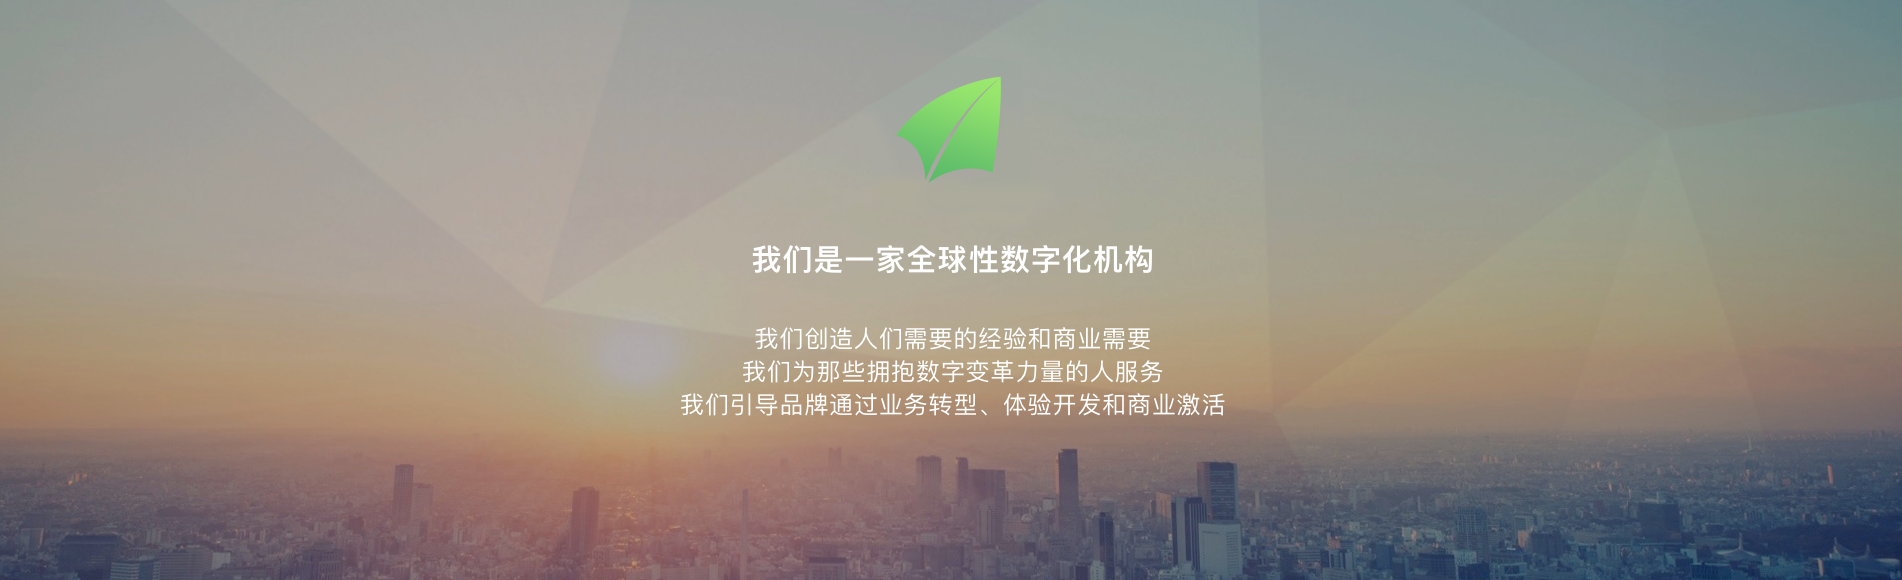 我们是一家全球性数字化机构
我们创造人们需要的经验和商业需要
我们为那些拥抱数字变革力量的人服务
我们引导品牌通过业务转型、体验开发和商业激活